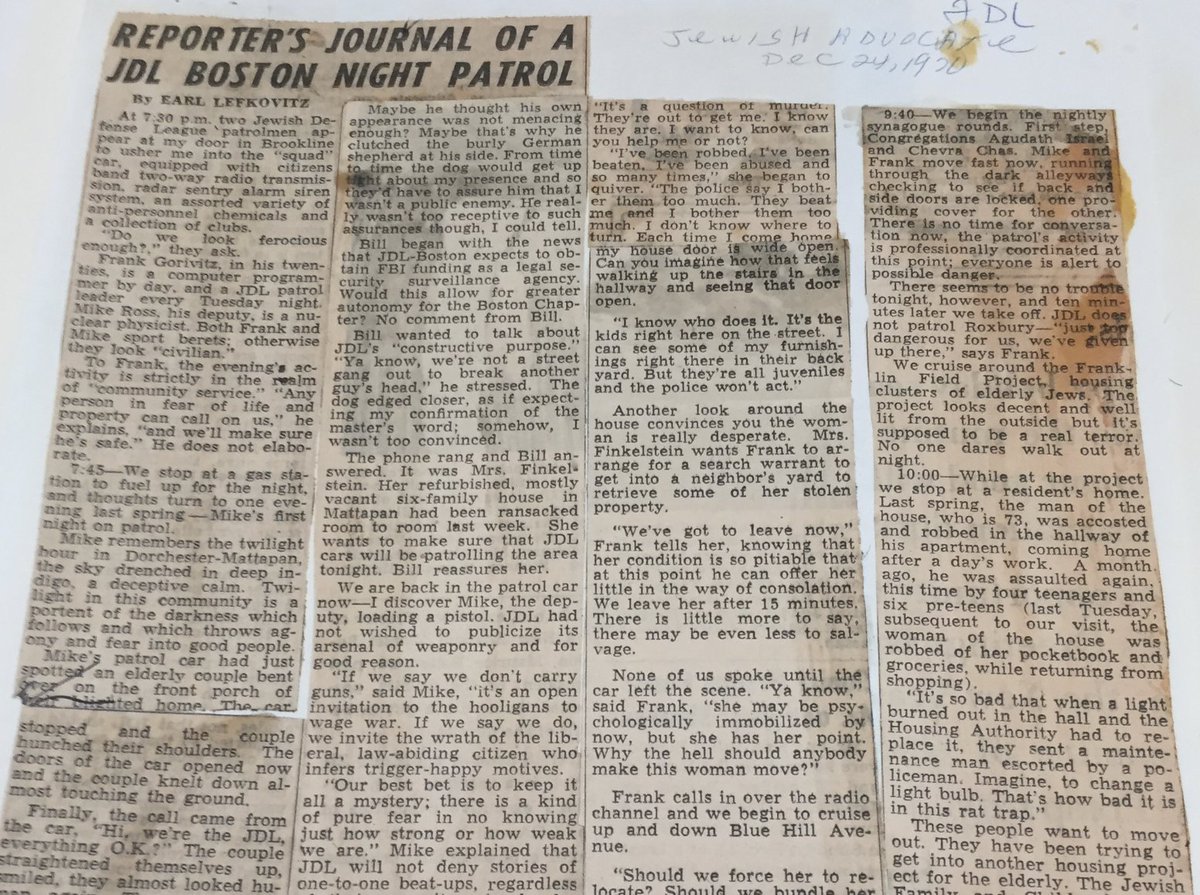 JDL
JEWISH ADVOCATE
DEC 24, 1970
REPORTER'S JOURNAL OF A
JDL BOSTON NIGHT PATROL
By EARL LEFKOVITZ
At 7:30 p.m. two Jewish De-
fense League patrolmen ap-
pear at my door in Brookline
to usher me into the "squad"
car, equipped with citizens
band two-way radio transmis-
sion, radar sentry alarm siren
system, an assorted variety of
anti-personnel chemicals and
a collection of clubs.
"Do we look ferocious
enough?," they ask.
Frank Gorivitz, in his twen-
ties, is a computer program-
mer by day, and a JDL patrol
leader every Tuesday night.
Mike Ross, his deputy, is a nu-
clear physicist. Both Frank and
Mike sport berets; otherwise
they look "civilian."
To Frank, the evening's ac-
tivity is strictly in the realm
of "community service." "Any
person in fear of life and
property can call on us," he
explains, "and we'll make sure
he's safe." He does not elabo-
rate.
7:45—We stop at a gas sta-
tion to fuel up for the night,
and thoughts turn to one eve-
ning last spring—Mike's first
night on patrol.
Mike remembers the twilight
hour in Dorchester-Mattapan,
the sky drenched in deep in-
digo, a deceptive calm. Twi-
light in this community is a
portent of the darkness which
follows and which throws ag-
ony and fear into good people.
Mike's patrol car had just
spotted an elderly couple bent
over on the front porch of
their lighted home. The car
stopped and the couple
hunched their shoulders. The
doors of the car opened now
and the couple knelt down al-
most touching the ground.
Finally, the call came from
the car, "Hi, we're the JDL,
everything O.K.?" The couple
straightened themselves up,
smiled, they almost looked hu-
Maybe he thought his own
appearance was not menacing
enough? Maybe that's why he
clutched the burly German
shepherd at his side. From time
to time the dog would get up
tight about my presence and so
they'd have to assure him that I
wasn't a public enemy. He real-
ly wasn't too receptive to such
assurances though, I could tell.
Bill began with the news
that JDL-Boston expects to ob-
tain FBI funding as a legal se-
curity surveillance agency.
Would this allow for greater
autonomy for the Boston Chap-
ter? No comment from Bill.
Bill wanted to talk about
JDL's "constructive purpose."
"Ya know, we're not a street
gang out to break another
guy's head," he stressed. The
dog edged closer, as if expect-
ing my confirmation of the
master's word; somehow, I
wasn't too convinced.
The phone rang and Bill an-
swered. It was Mrs. Finkel-
stein. Her refurbished, mostly
vacant six-family house in
Mattapan had been ransacked
room to room last week. She
wants to make sure that JDL
cars will be patrolling the area
tonight. Bill reassures her.
We are back in the patrol car
now—I discover Mike, the dep-
uty, loading a pistol. JDL had
not wished to publicize its
arsenal of weaponry and for
good reason.
"If we say we don't carry
guns," said Mike, "it's an open
invitation to the hooligans to
wage war. If we say we do,
we invite the wrath of the lib-
eral, law-abiding citizen who
infers trigger-happy motives.
"Our best bet is to keep it
all a mystery; there is a kind
of pure fear in no knowing
just how strong or how weak
we are." Mike explained that
JDL will not deny stories of
one-to-one beat-ups, regardless
"It's a question of murder.
They're out to get me. I know
they are. I want to know, can
you help me or not?
"I've been robbed, I've been
beaten, I've been abused and
so many times," she began to
quiver. "The police say I both-
er them too much. They beat
me and I bother them too
much. I don't know where to
turn. Each time I come home
my house door is wide open.
Can you imagine how that feels
walking up the stairs in the
hallway and seeing that door
open.
"I know who does it. It's the
kids right here on the street. I
can see some of my furnish-
ings right there in their back
yard. But they're all juveniles
and the police won't act."
Another look around the
house convinces you the wom-
an is really desperate. Mrs.
Finkelstein wants Frank to ar-
range for a search warrant to
get into a neighbor's yard to
retrieve some of her stolen
property.
"We've got to leave now,"
Frank tells her, knowing that
her condition is so pitiable that
at this point he can offer her
little in the way of consolation.
We leave her after 15 minutes.
There is little more to say,
there may be even less to sal-
vage.
None of us spoke until the
car left the scene. "Ya know,"
said Frank, "she may be psy-
chologically immobilized by
now, but she has her point.
Why the hell should anybody
make this woman move?"
Frank calls in over the radio
channel and we begin to cruise
up and down Blue Hill Ave-
nue.
"Should we force her to re-
locate? Should we bundle her
9:40—We begin the nightly
synagogue rounds. First step,
Congregations Agudath Israel
and Chevra Chas. Mike and
Frank move fast now, running
through the dark alleyways
checking to see if back and
side doors are locked, one pro-
viding cover for the other.
There is no time for conversa-
tion now, the patrol's activity
is professionally coordinated at
this point; everyone is alert to
possible danger.
There seems to be no trouble
tonight, however, and ten min-
utes later we take off. JDL does
not patrol Roxbury—"just too
dangerous for us, we've given
up there," says Frank.
We cruise around the Frank-
lin Field Project, housing
clusters of elderly Jews. The
project looks decent and well
lit from the outside but it's
supposed to be a real terror.
No one dares walk out at
night.
10:00—While at the project
we stop at a resident's home.
Last spring, the man of the
house, who is 73, was accosted
and robbed in the hallway of
his apartment, coming home
after a day's work. A month
ago, he was assaulted again,
this time by four teenagers and
six pre-teens (last Tuesday,
subsequent to our visit, the
woman of the house was
robbed of her pocketbook and
groceries, while returning from
shopping).
"It's so bad that when a light
burned out in the hall and the
Housing Authority had to re-
place it, they sent a mainte-
nance man escorted by a po-
liceman. Imagine, to change a
light bulb. That's how bad it is
in this rat trap."
These people want to move
out. They have been trying to
get into another housing proj-
ect for the elderly. The Jewish